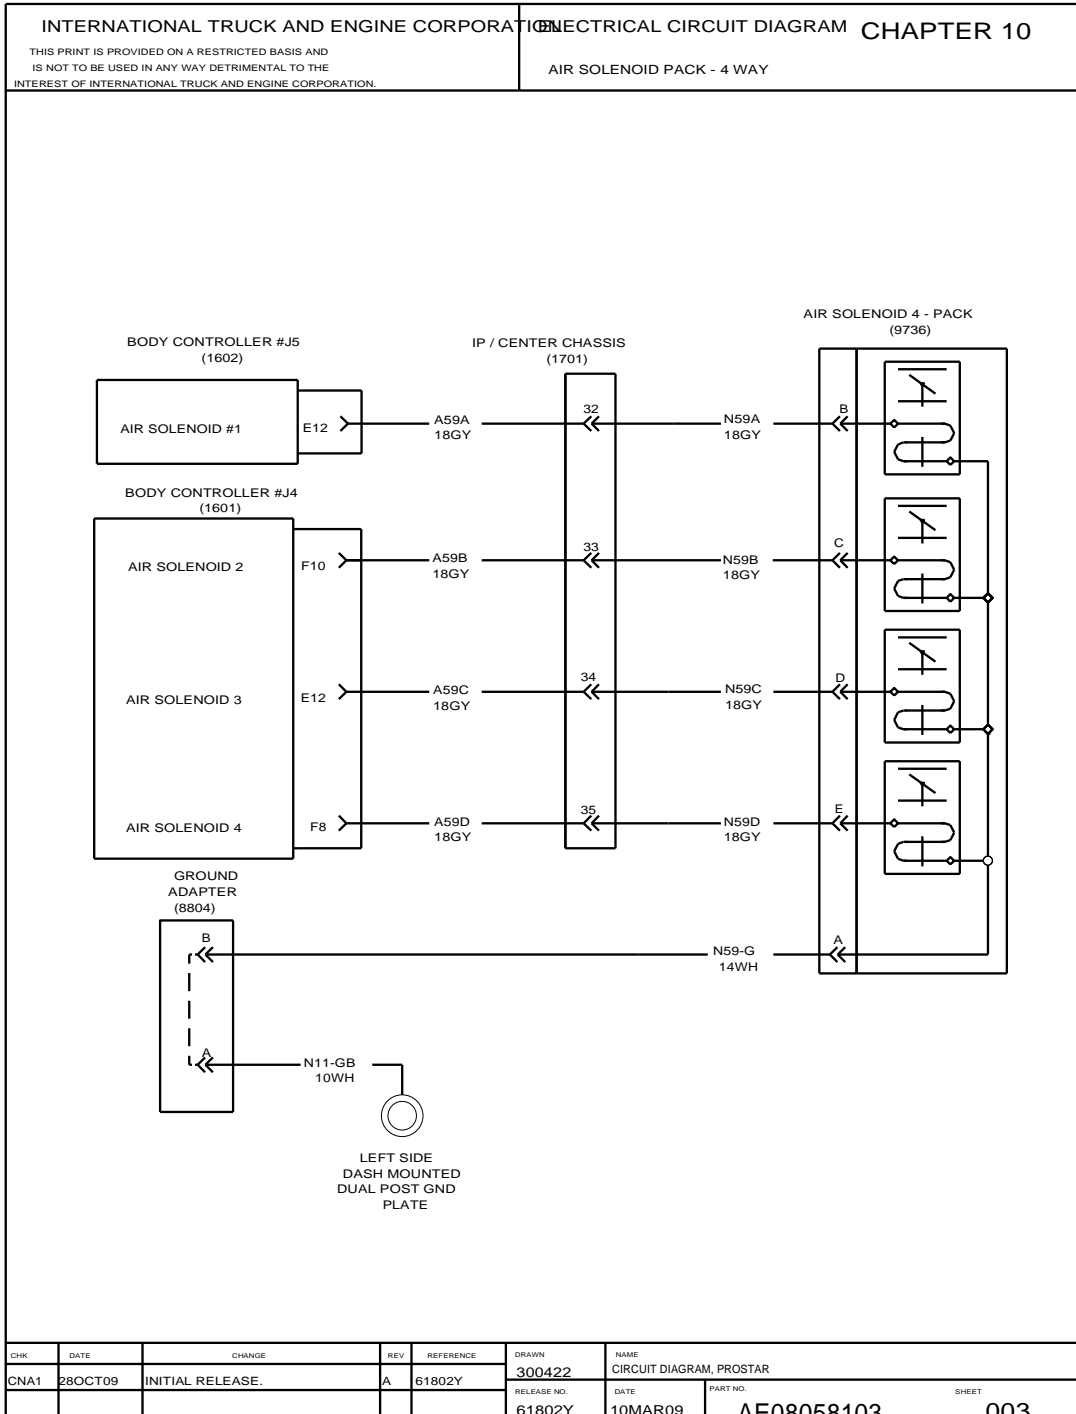 INTERNATIONAL TRUCK AND ENGINE CORPORATION
ELECTRICAL CIRCUIT DIAGRAM
CHAPTER 10
THIS PRINT IS PROVIDED ON A RESTRICTED BASIS AND
IS NOT TO BE USED IN ANY WAY DETRIMENTAL TO THE
INTEREST OF INTERNATIONAL TRUCK AND ENGINE CORPORATION.
AIR SOLENOID PACK - 4 WAY
AIR SOLENOID 4 - PACK
(9736)
BODY CONTROLLER #J5
(1602)
IP / CENTER CHASSIS
(1701)
AIR SOLENOID #1
E12
A59A
18GY
32
N59A
18GY
B
BODY CONTROLLER #J4
(1601)
AIR SOLENOID 2
F10
A59B
18GY
33
N59B
18GY
C
AIR SOLENOID 3
E12
A59C
18GY
34
N59C
18GY
D
AIR SOLENOID 4
F8
A59D
18GY
35
N59D
18GY
E
GROUND
ADAPTER
(8804)
B
N59-G
14WH
A
A
N11-GB
10WH
LEFT SIDE
DASH MOUNTED
DUAL POST GND
PLATE
CHK DATE CHANGE REV REFERENCE
CNA1 28OCT09 INITIAL RELEASE. A 61802Y
DRAWN
300422
NAME
CIRCUIT DIAGRAM, PROSTAR
RELEASE NO.
61802Y
DATE
10MAR09
PART NO.
AE08058103
SHEET
003